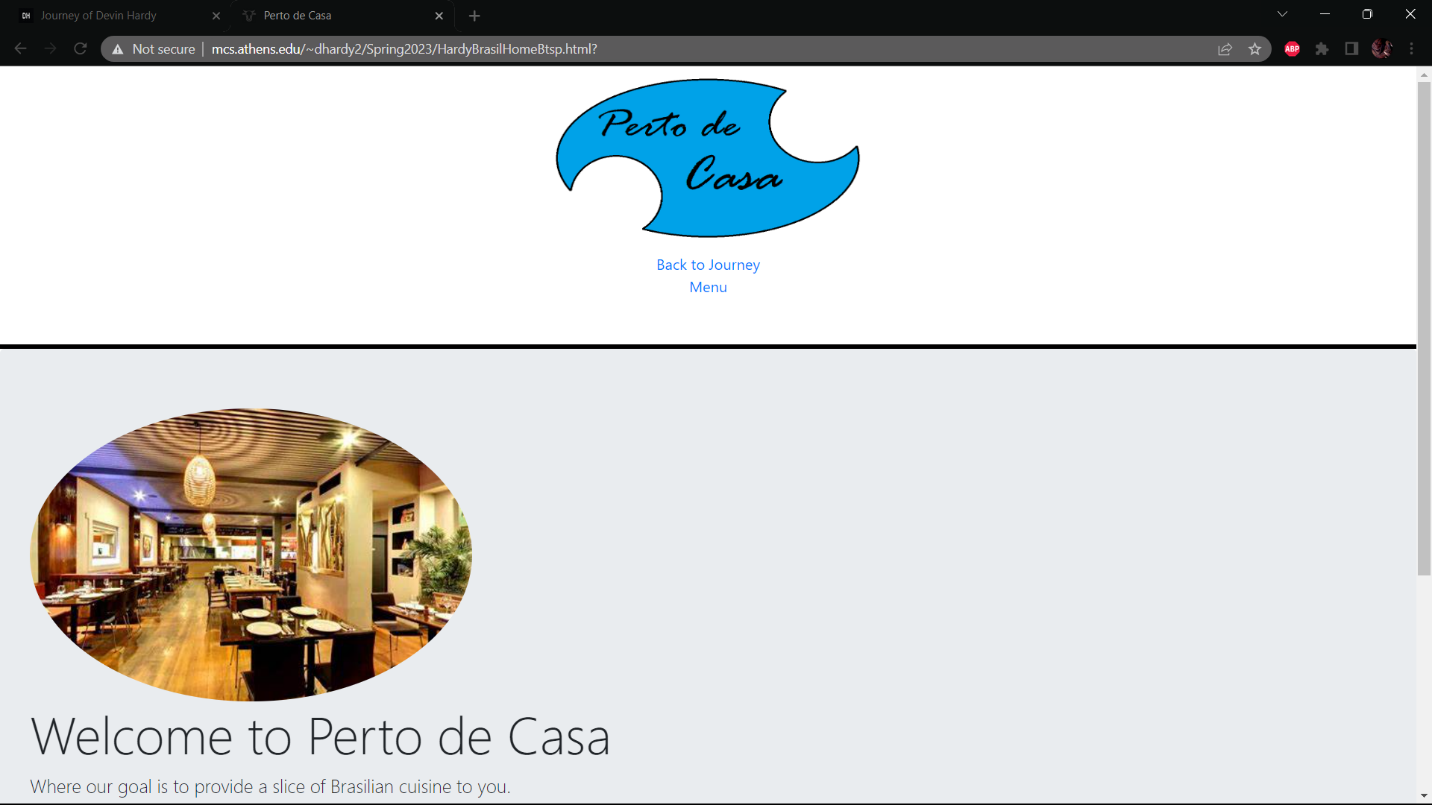 DH Journey of Devin Hardy
Perto de Casa
Not secure | mcs.athens.edu/~dhardy2/Spring2023/HardyBrasilHomeBtsp.html?
ABP
Perto de
Casa
Back to Journey
Menu
Welcome to Perto de Casa
Where our goal is to provide a slice of Brasilian cuisine to you.